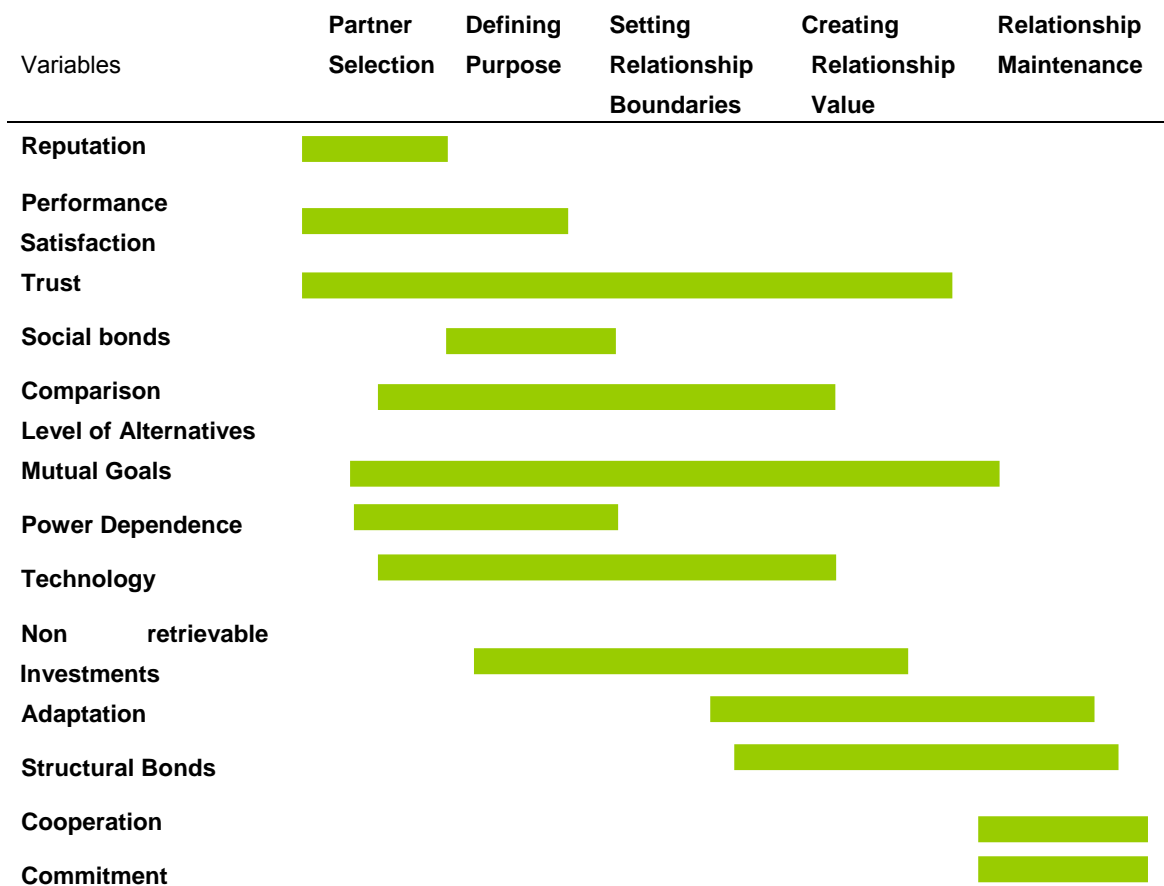 Partner Defining Setting Creating Relationship
Variables Selection Purpose Relationship Relationship Maintenance
Boundaries Value
Reputation
Performance
Satisfaction
Trust
Social bonds
Comparison
Level of Alternatives
Mutual Goals
Power Dependence
Technology
Non retrievable
Investments
Adaptation
Structural Bonds
Cooperation
Commitment